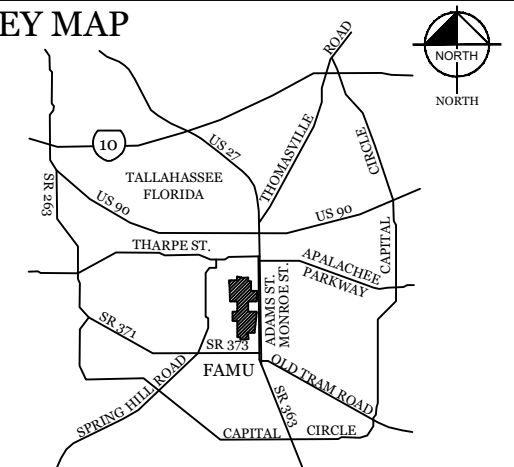 EY MAP
NORTH
NORTH
ROAD
10
US 27
THOMASVILLE
CIRCLE
TALLAHASSEE
FLORIDA
SR 263
US 90
US 90
CAPITAL
THARPE ST.
APALACHEE
PARKWAY
ADAMS ST.
MONROE ST.
SR 371
SR 373
FAMU
OLD TRAM ROAD
SPRING HILL ROAD
SR 363
CAPITAL CIRCLE